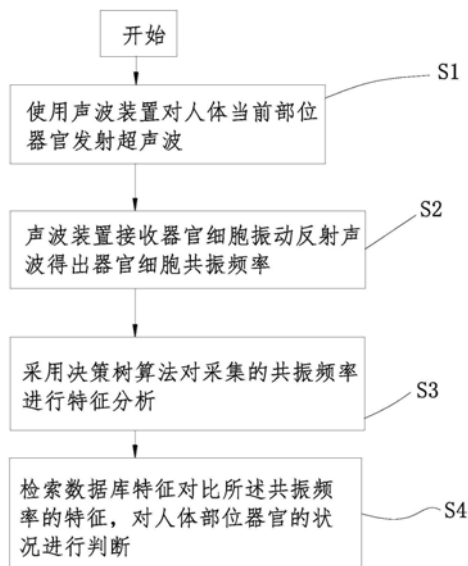 开始
S1
使用声波装置对人体当前部位
器官发射超声波
S2
声波装置接收器官细胞振动反射声
波得出器官细胞共振频率
采用决策树算法对采集的共振频率
进行特征分析
S3
检索数据库特征对比所述共振频
率的特征，对人体部位器官的状
况进行判断
S4